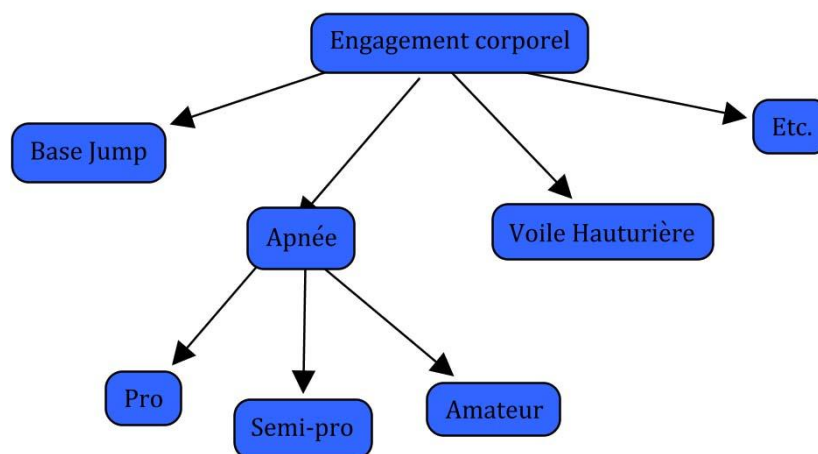 Engagement corporel
Base Jump
Etc.
Apnée
Voile Hauturière
Pro
Semi-pro
Amateur